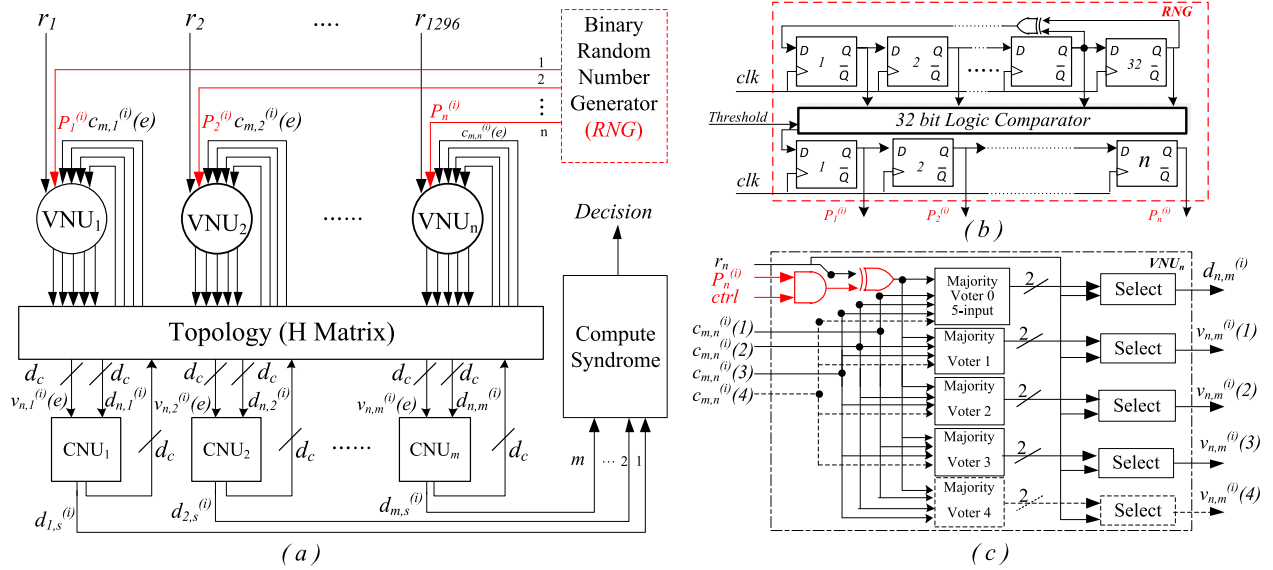 r1 r2 .... r1296
Binary Random Number Generator (RNG)
1
2
⋮
n
P1(i) cm,1(i)(e) P2(i) cm,2(i)(e) Pn(i) cm,n(i)(e)
VNU1 VNU2 ...... VNUn
Decision
Topology (H Matrix)
Compute Syndrome
dc dc dc dc dc dc
vn,1(i)(e) dn,1(i) vn,2(i)(e) dn,2(i) vn,m(i)(e) dn,m(i)
CNU1 dc CNU2 dc ...... CNUm dc
m ... 2 1
d1,s(i) d2,s(i) dm,s(i)
( a )
RNG
D Q Q̅ 1 D Q Q̅ 2 ...... D Q Q̅ D Q Q̅ 32
clk
Threshold
32 bit Logic Comparator
D Q Q̅ 1 D Q Q̅ 2 D Q Q̅ n
clk
P1(i) P2(i) Pn(i)
( b )
rn
Pn(i)
ctrl
VNUn
Majority Voter 0 5-input 2 Select dn,m(i)
cm,n(i)(1)
cm,n(i)(2)
cm,n(i)(3)
cm,n(i)(4)
Majority Voter 1 2 Select vn,m(i)(1)
Majority Voter 2 2 Select vn,m(i)(2)
Majority Voter 3 2 Select vn,m(i)(3)
Majority Voter 4 2 Select vn,m(i)(4)
( c )